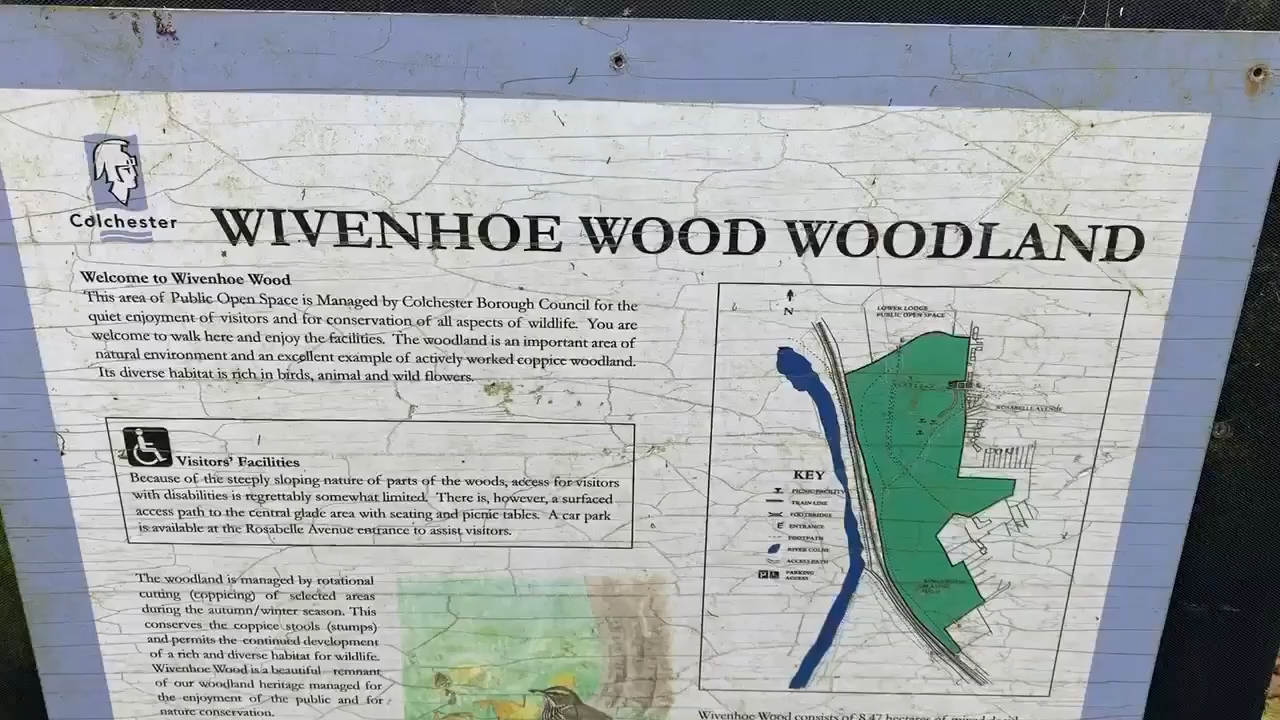 Colchester
WIVENHOE WOOD WOODLAND
Welcome to Wivenhoe Wood
This area of Public Open Space is Managed by Colchester Borough Council for the
quiet enjoyment of visitors and for conservation of all aspects of wildlife. You are
welcome to walk here and enjoy the facilities. The woodland is an important area of
natural environment and an excellent example of actively worked coppice woodland.
Its diverse habitat is rich in birds, animal and wild flowers.
Visitors' Facilities
Because of the steeply sloping nature of parts of the woods, access for visitors
with disabilities is regrettably somewhat limited. There is, however, a surfaced
access path to the central glade area with seating and picnic tables. A car park
is available at the Rosabelle Avenue entrance to assist visitors.
The woodland is managed by rotational
cutting (coppicing) of selected areas
during the autumn/winter season. This
conserves the coppice stools (stumps)
and permits the continued development
of a rich and diverse habitat for wildlife.
Wivenhoe Wood is a beautiful remnant
of our woodland heritage managed for
the enjoyment of the public and for
nature conservation.
N
LOWER LODGE
PUBLIC OPEN SPACE
ROSABELLE AVENUE
KEY
PICNIC FACILITY
TRAIN LINE
FOOTBRIDGE
E ENTRANCE
FOOTPATH
RIVER COLNE
ACCESS PATH
P PARKING
ACCESS
Wivenhoe Wood consists of 8.47 hectares of mixed